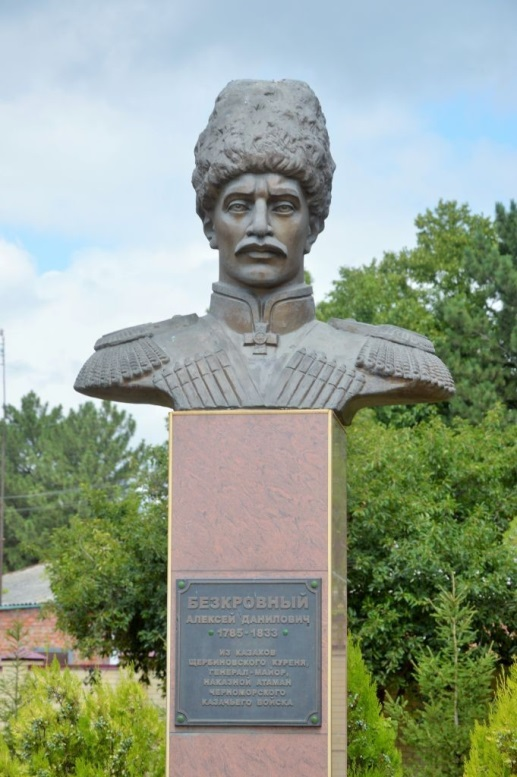 БЕЗКРОВНЫЙ
АЛЕКСЕЙ ДАНИЛОВИЧ
• 1785 - 1833 •
ИЗ КАЗАКОВ
ЩЕРБИНОВСКОГО КУРЕНЯ,
ГЕНЕРАЛ-МАЙОР,
НАКАЗНОЙ АТАМАН
ЧЕРНОМОРСКОГО
КАЗАЧЬЕГО ВОЙСКА